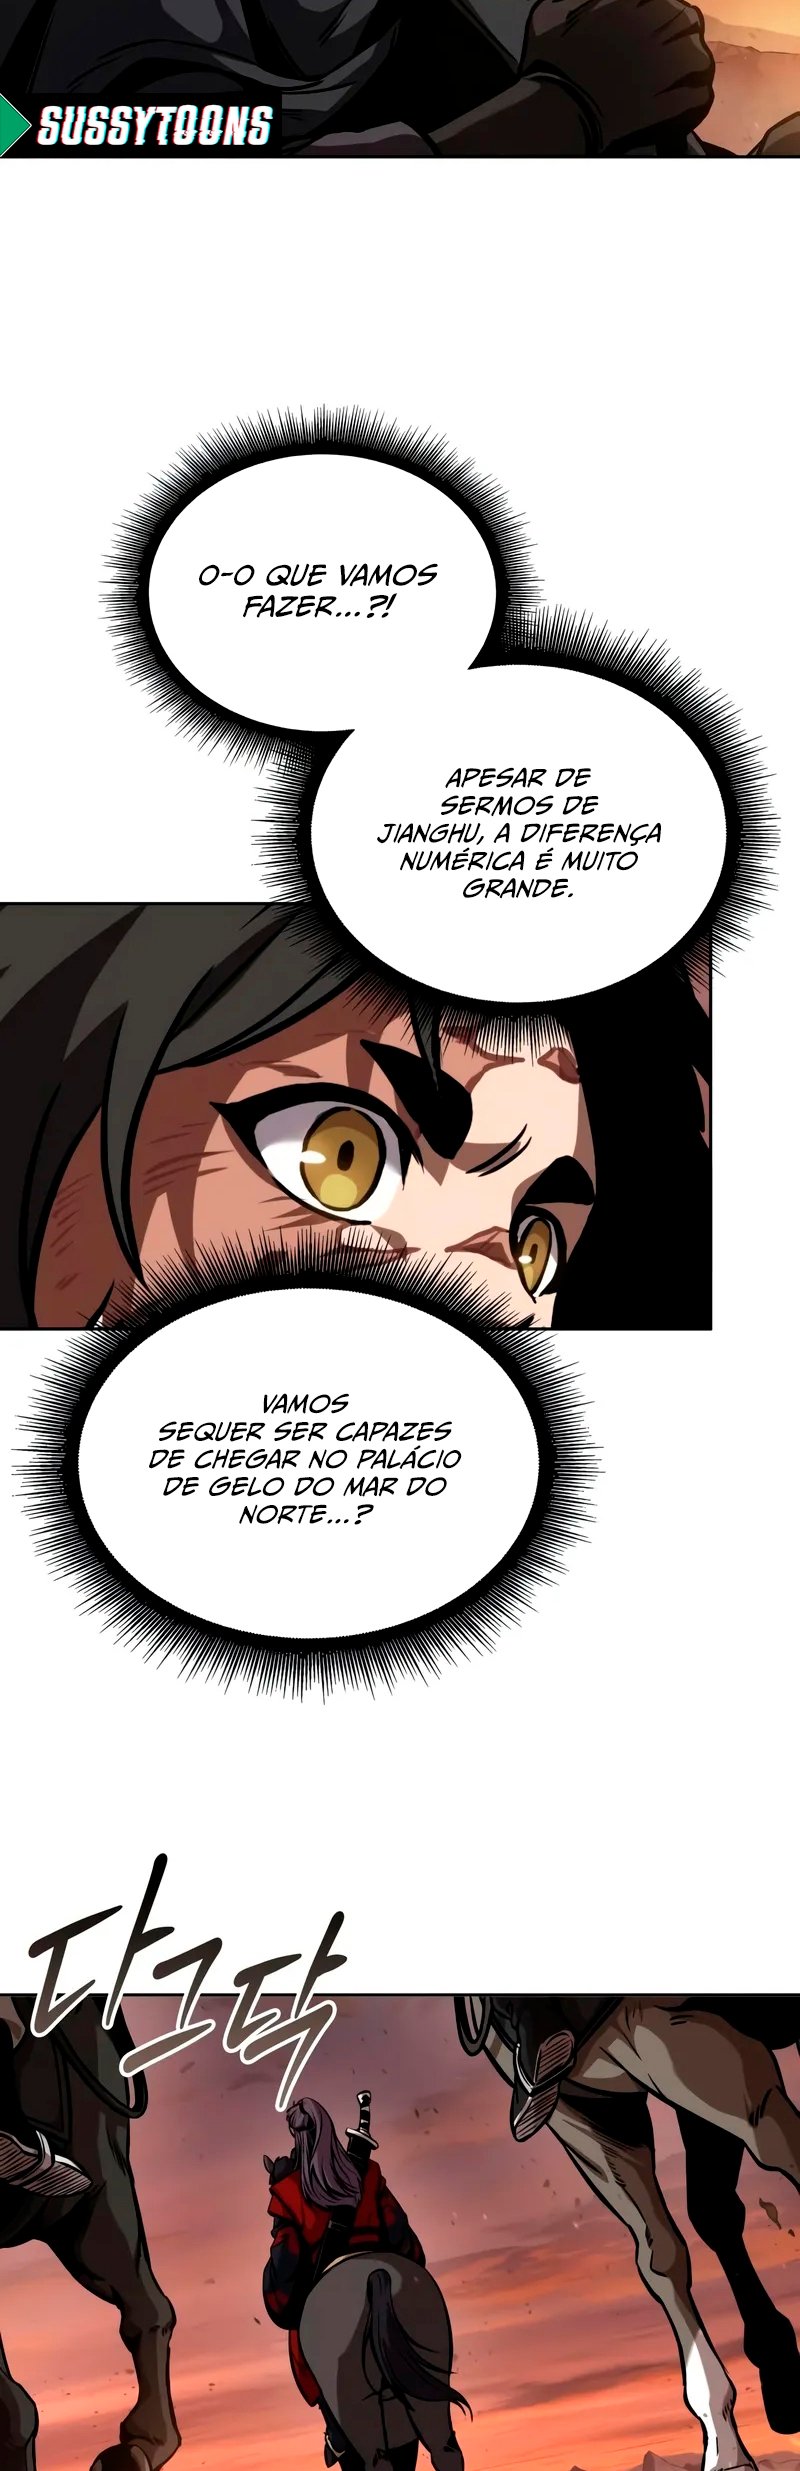 SUSSYTOONS
O-O QUE VAMOS
FAZER...?!
APESAR DE
SERMOS DE
JIANGHU, A DIFERENÇA
NUMÉRICA É MUITO
GRANDE.
VAMOS
SEQUER SER CAPAZES
DE CHEGAR NO PALÁCIO
DE GELO DO MAR DO
NORTE...?
다그닥